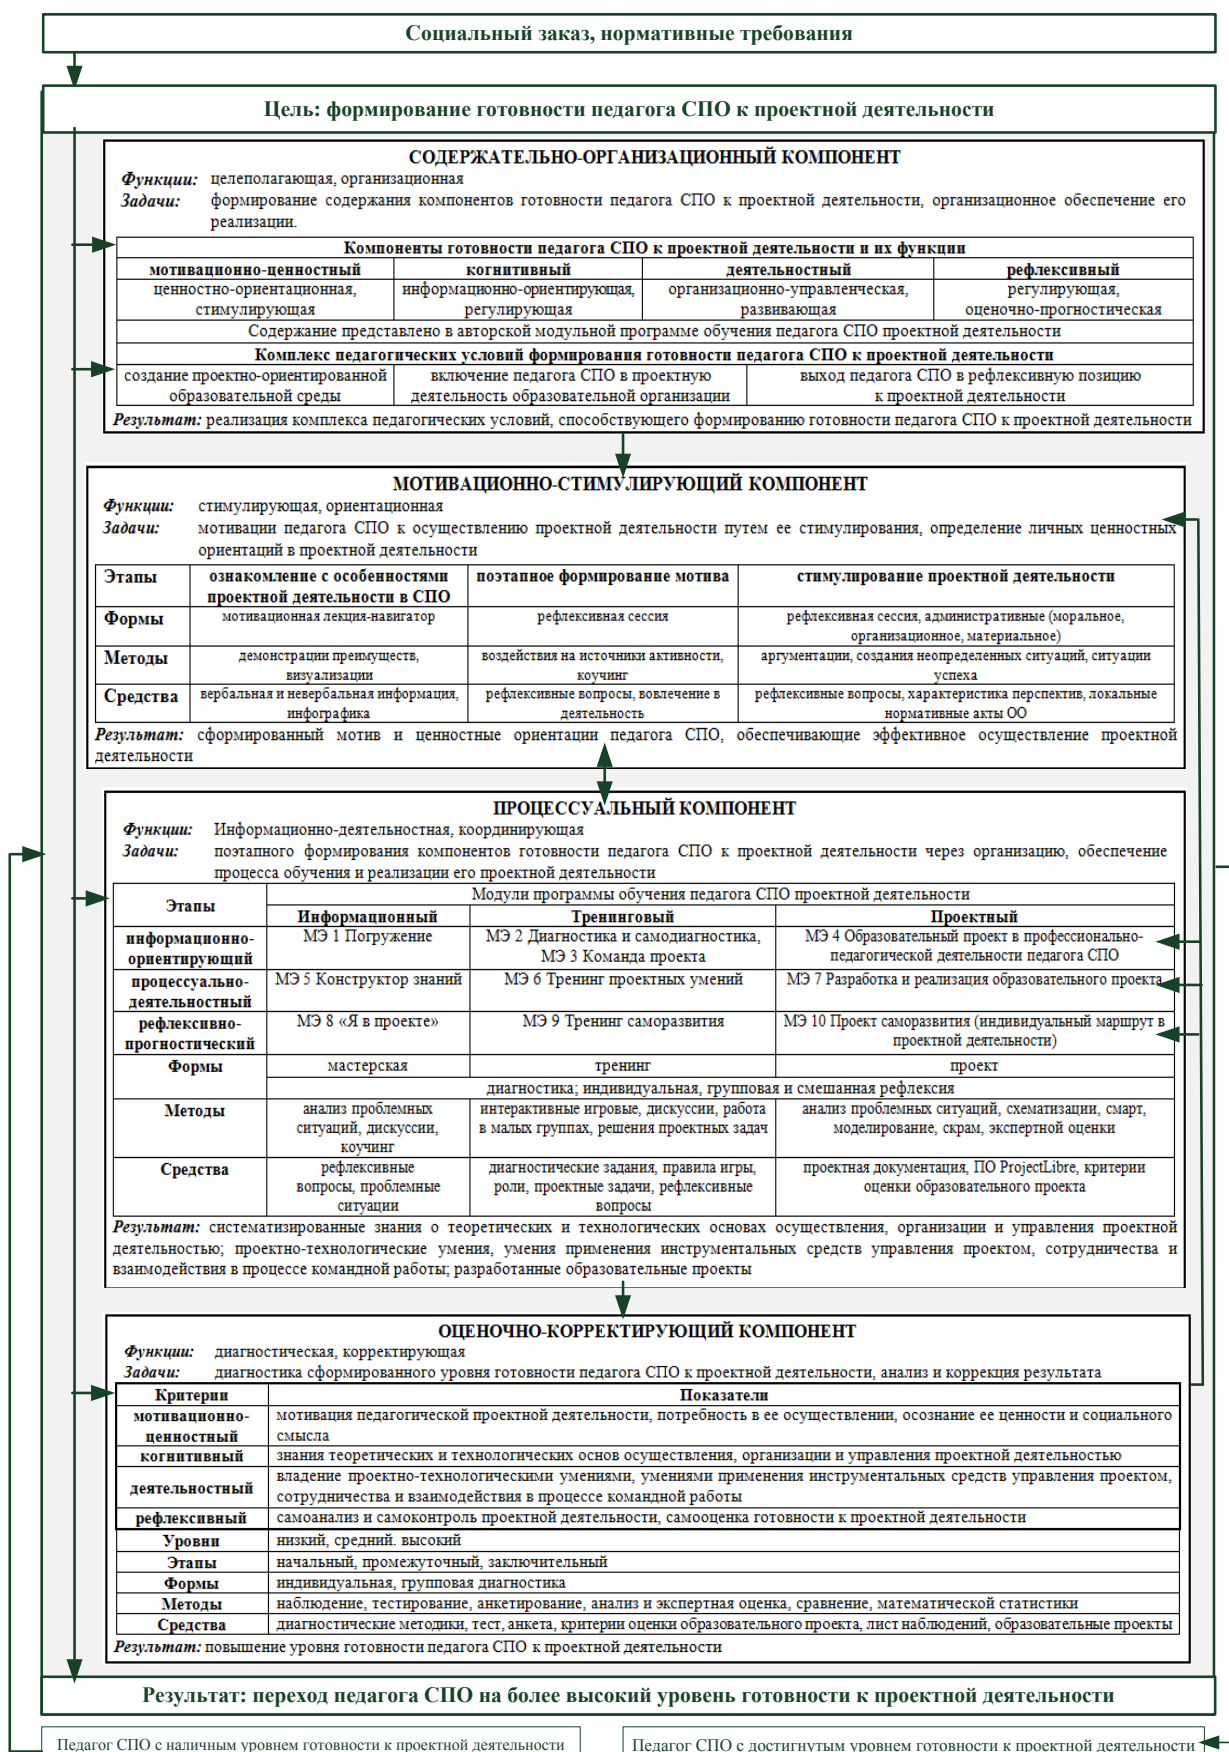 Социальный заказ, нормативные требования
Цель: формирование готовности педагога СПО к проектной деятельности
СОДЕРЖАТЕЛЬНО-ОРГАНИЗАЦИОННЫЙ КОМПОНЕНТ
Функции: целеполагающая, организационная
Задачи: формирование содержания компонентов готовности педагога СПО к проектной деятельности, организационное обеспечение его
реализации.
Компоненты готовности педагога СПО к проектной деятельности и их функции
мотивационно-ценностный когнитивный деятельностный рефлексивный
ценностно-ориентационная, информационно-ориентирующая, организационно-управленческая, регулирующая,
стимулирующая регулирующая развивающая оценочно-прогностическая
Содержание представлено в авторской модульной программе обучения педагога СПО проектной деятельности
Комплекс педагогических условий формирования готовности педагога СПО к проектной деятельности
создание проектно-ориентированной включение педагога СПО в проектную выход педагога СПО в рефлексивную позицию
образовательной среды деятельность образовательной организации к проектной деятельности
Результат: реализация комплекса педагогических условий, способствующего формированию готовности педагога СПО к проектной деятельности
МОТИВАЦИОННО-СТИМУЛИРУЮЩИЙ КОМПОНЕНТ
Функции: стимулирующая, ориентационная
Задачи: мотивации педагога СПО к осуществлению проектной деятельности путем ее стимулирования, определение личных ценностных
ориентаций в проектной деятельности
Этапы ознакомление с особенностями поэтапное формирование мотива стимулирование проектной деятельности
проектной деятельности в СПО
Формы мотивационная лекция-навигатор рефлексивная сессия рефлексивная сессия, административные (моральное,
организационное, материальное)
Методы демонстрации преимуществ, воздействия на источники активности, аргументации, создания неопределенных ситуаций, ситуации
визуализации коучинг успеха
Средства вербальная и невербальная информация, рефлексивные вопросы, вовлечение в рефлексивные вопросы, характеристика перспектив, локальные
инфографика деятельность нормативные акты ОО
Результат: сформированный мотив и ценностные ориентации педагога СПО, обеспечивающие эффективное осуществление проектной
деятельности
ПРОЦЕССУАЛЬНЫЙ КОМПОНЕНТ
Функции: Информационно-деятельностная, координирующая
Задачи: поэтапного формирования компонентов готовности педагога СПО к проектной деятельности через организацию, обеспечение
процесса обучения и реализации его проектной деятельности
Этапы Модули программы обучения педагога СПО проектной деятельности
Информационный Тренинговый Проектный
информационно- МЭ 1 Погружение МЭ 2 Диагностика и самодиагностика, МЭ 4 Образовательный проект в профессионально-
ориентирующий МЭ 3 Команда проекта педагогической деятельности педагога СПО
процессуально- МЭ 5 Конструктор знаний МЭ 6 Тренинг проектных умений МЭ 7 Разработка и реализация образовательного проекта
деятельностный
рефлексивно- МЭ 8 «Я в проекте» МЭ 9 Тренинг саморазвития МЭ 10 Проект саморазвития (индивидуальный маршрут в
прогностический проектной деятельности)
Формы мастерская тренинг проект
диагностика; индивидуальная, групповая и смешанная рефлексия
Методы анализ проблемных интерактивные игровые, дискуссии, работа анализ проблемных ситуаций, схематизации, смарт,
ситуаций, дискуссии, в малых группах, решения проектных задач моделирование, скрам, экспертной оценки
коучинг
Средства рефлексивные диагностические задания, правила игры, проектная документация, ПО ProjectLibre, критерии
вопросы, проблемные роли, проектные задачи, рефлексивные оценки образовательного проекта
ситуации вопросы
Результат: систематизированные знания о теоретических и технологических основах осуществления, организации и управления проектной
деятельностью; проектно-технологические умения, умения применения инструментальных средств управления проектом, сотрудничества и
взаимодействия в процессе командной работы; разработанные образовательные проекты
ОЦЕНОЧНО-КОРРЕКТИРУЮЩИЙ КОМПОНЕНТ
Функции: диагностическая, корректирующая
Задачи: диагностика сформированного уровня готовности педагога СПО к проектной деятельности, анализ и коррекция результата
Критерии Показатели
мотивационно- мотивация педагогической проектной деятельности, потребность в ее осуществлении, осознание ее ценности и социального
ценностный смысла
когнитивный знания теоретических и технологических основ осуществления, организации и управления проектной деятельностью
деятельностный владение проектно-технологическими умениями, умениями применения инструментальных средств управления проектом,
сотрудничества и взаимодействия в процессе командной работы
рефлексивный самоанализ и самоконтроль проектной деятельности, самооценка готовности к проектной деятельности
Уровни низкий, средний. высокий
Этапы начальный, промежуточный, заключительный
Формы индивидуальная, групповая диагностика
Методы наблюдение, тестирование, анкетирование, анализ и экспертная оценка, сравнение, математической статистики
Средства диагностические методики, тест, анкета, критерии оценки образовательного проекта, лист наблюдений, образовательные проекты
Результат: повышение уровня готовности педагога СПО к проектной деятельности
Результат: переход педагога СПО на более высокий уровень готовности к проектной деятельности
Педагог СПО с наличным уровнем готовности к проектной деятельности Педагог СПО с достигнутым уровнем готовности к проектной деятельности